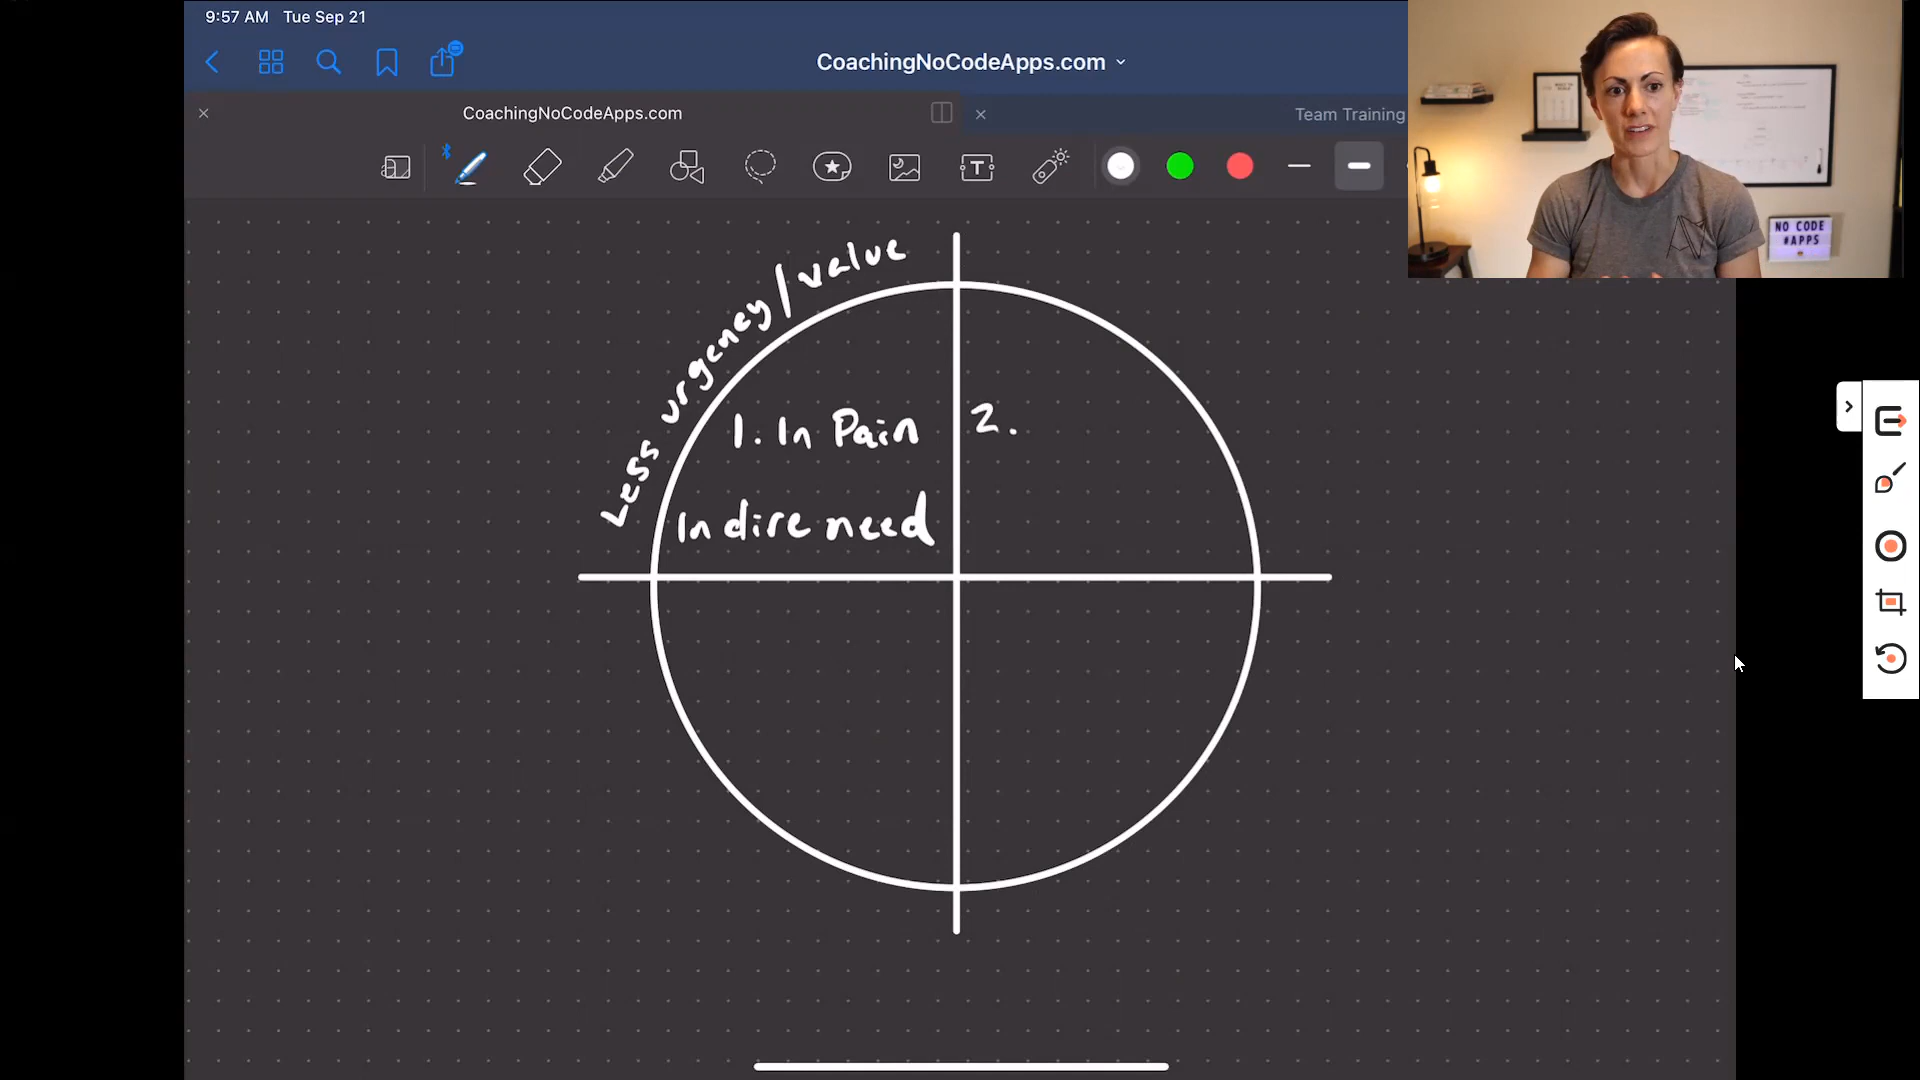 9:57 AM Tue Sep 21
CoachingNoCodeApps.com
CoachingNoCodeApps.com
Team Training
T
NO CODE
#APPS
Less urgency/value
1. In Pain
2.
In dire need